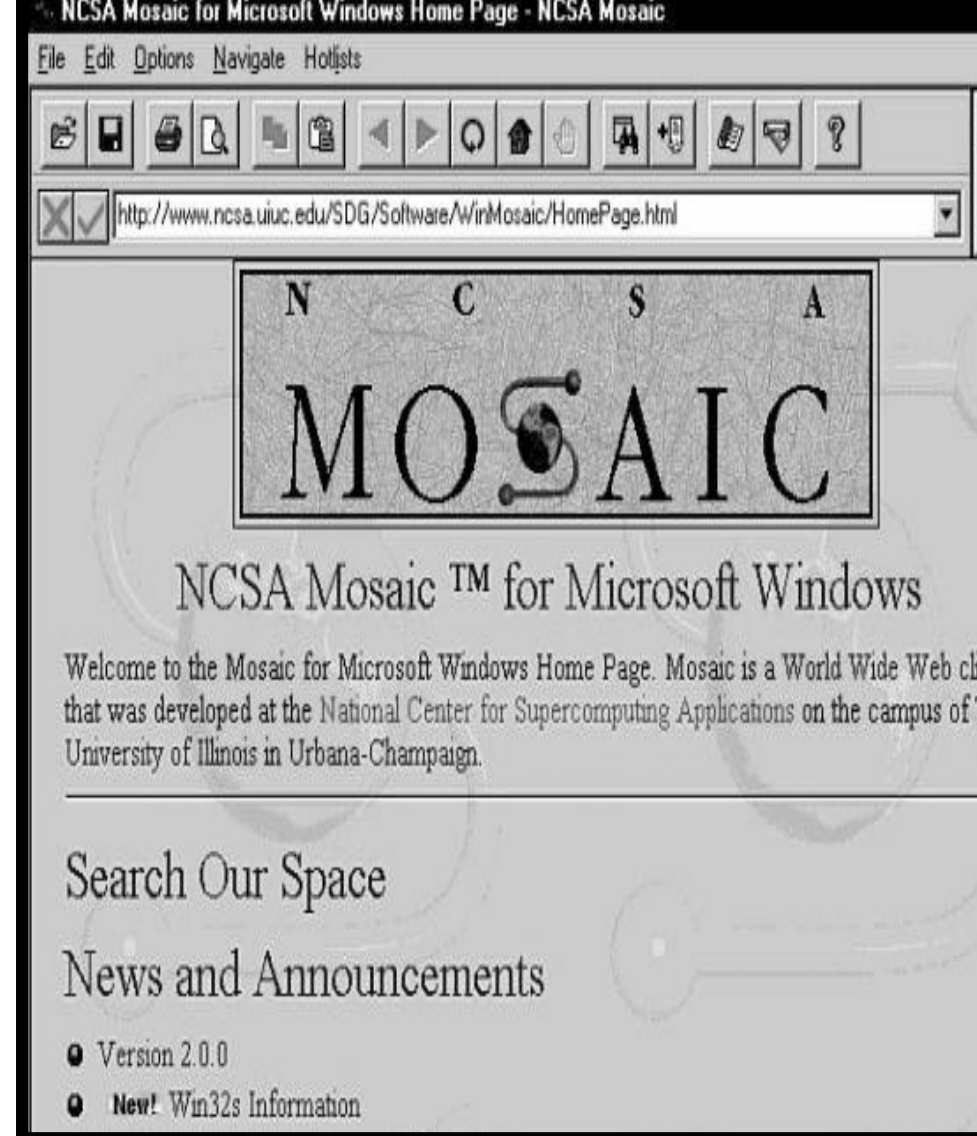 NCSA Mosaic for Microsoft Windows Home Page - NCSA Mosaic
File Edit Options Navigate Hotlists
http://www.ncsa.uiuc.edu/SDG/Software/WinMosaic/HomePage.html
N C S A
MOSAIC
NCSA Mosaic ™ for Microsoft Windows
Welcome to the Mosaic for Microsoft Windows Home Page. Mosaic is a World Wide Web
that was developed at the National Center for Supercomputing Applications on the campus of
University of Illinois in Urbana-Champaign.
Search Our Space
News and Announcements
Version 2.0.0
New! Win32s Information